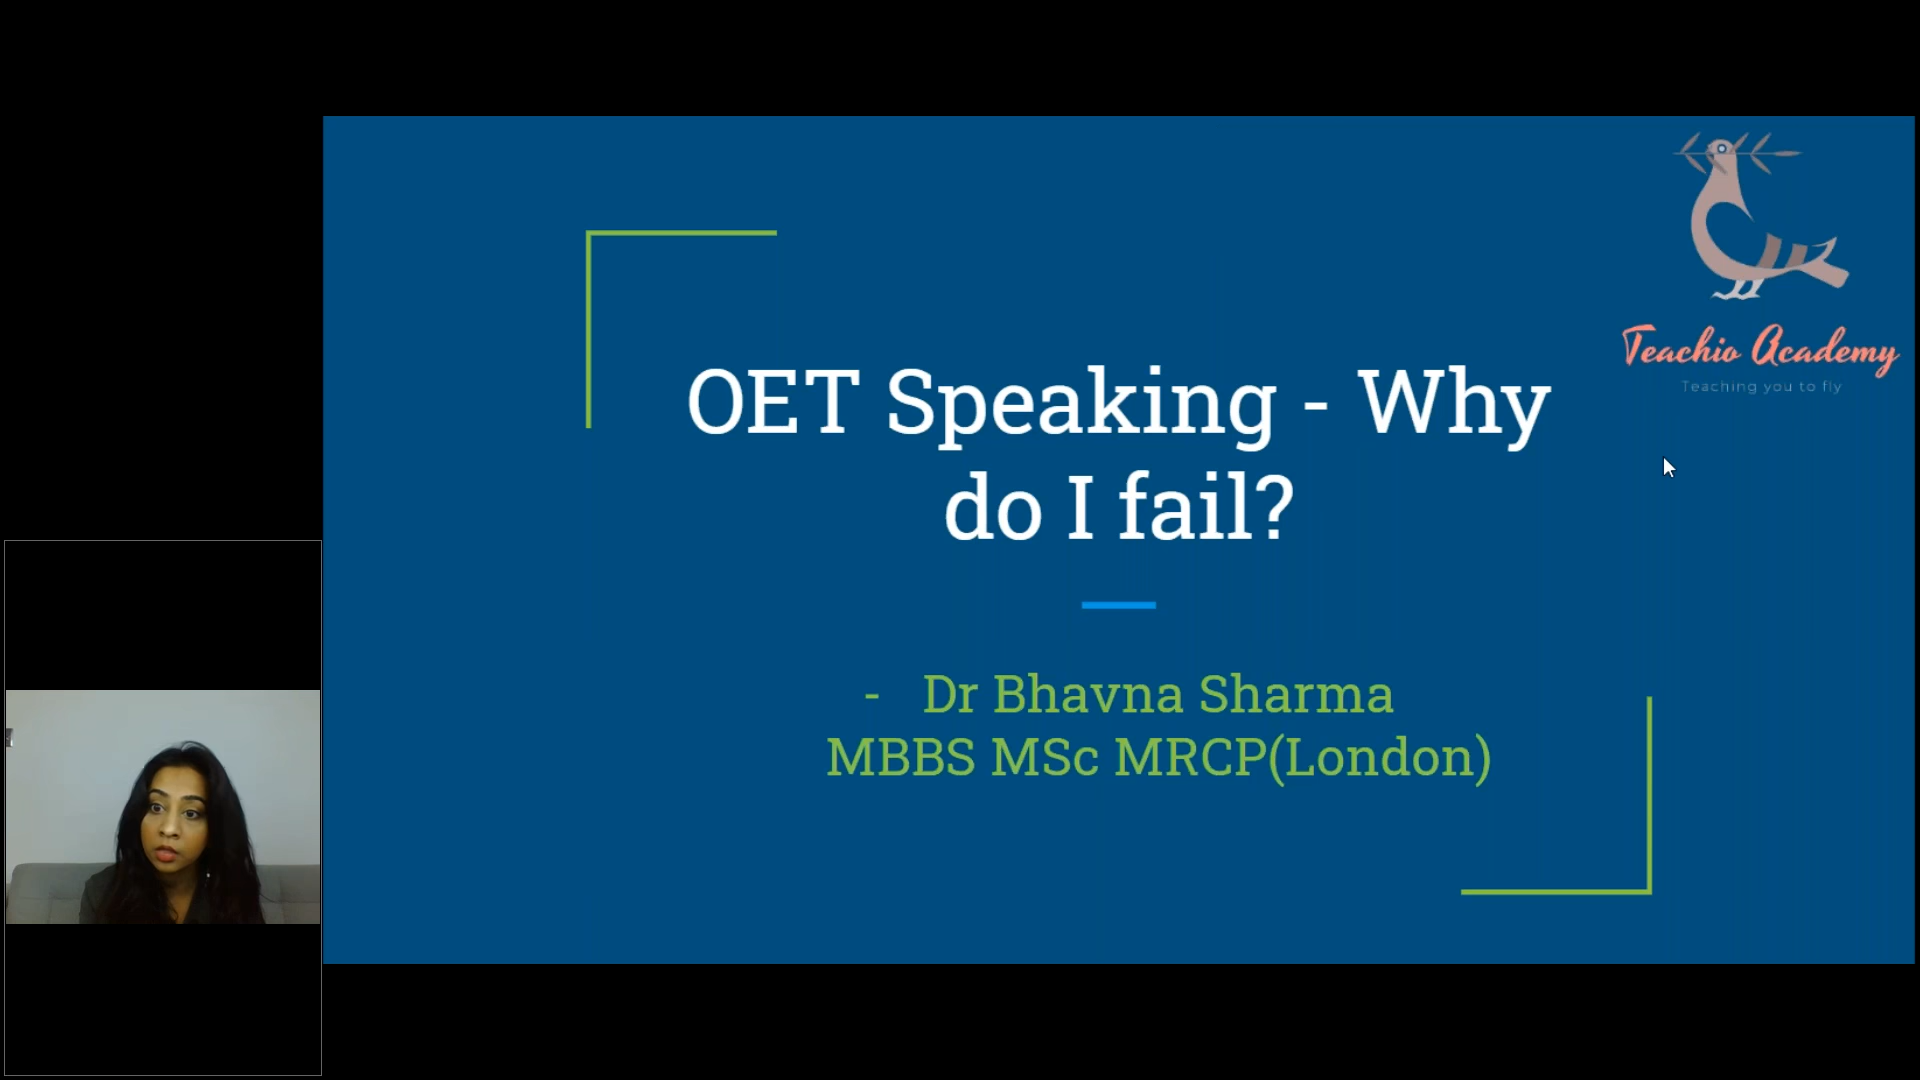 Teachio Academy
Teaching you to fly
OET Speaking - Why
do I fail?
- Dr Bhavna Sharma
MBBS MSc MRCP(London)